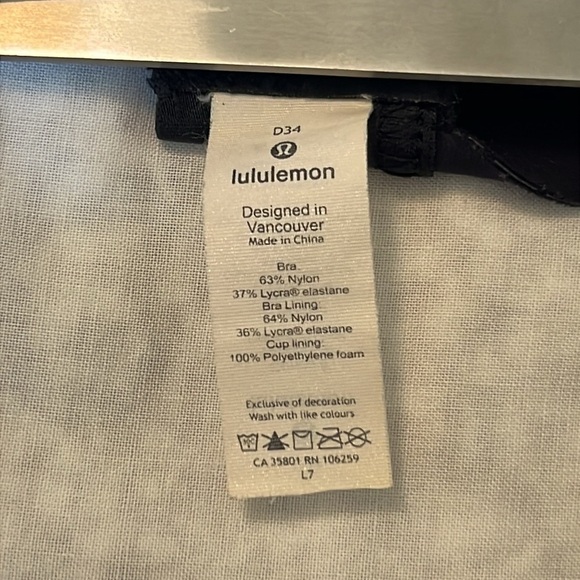 D34
lululemon
Designed in
Vancouver
Made in China
Bra:
63% Nylon
37% Lycra® elastane
Bra Lining:
64% Nylon
36% Lycra® elastane
Cup lining:
100% Polyethylene foam
Exclusive of decoration
Wash with like colours
CA 35801 RN 106259
L7